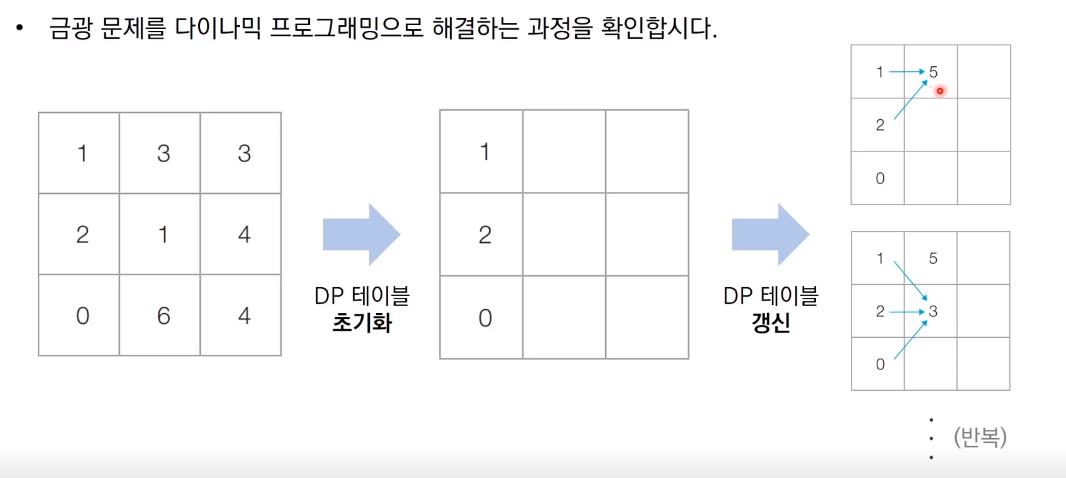 • 금광 문제를 다이나믹 프로그래밍으로 해결하는 과정을 확인합시다.
1 3 3
2 1 4
0 6 4
DP 테이블
초기화
1
2
0
DP 테이블
갱신
1 5
2
0
1 5
2 3
0
(반복)